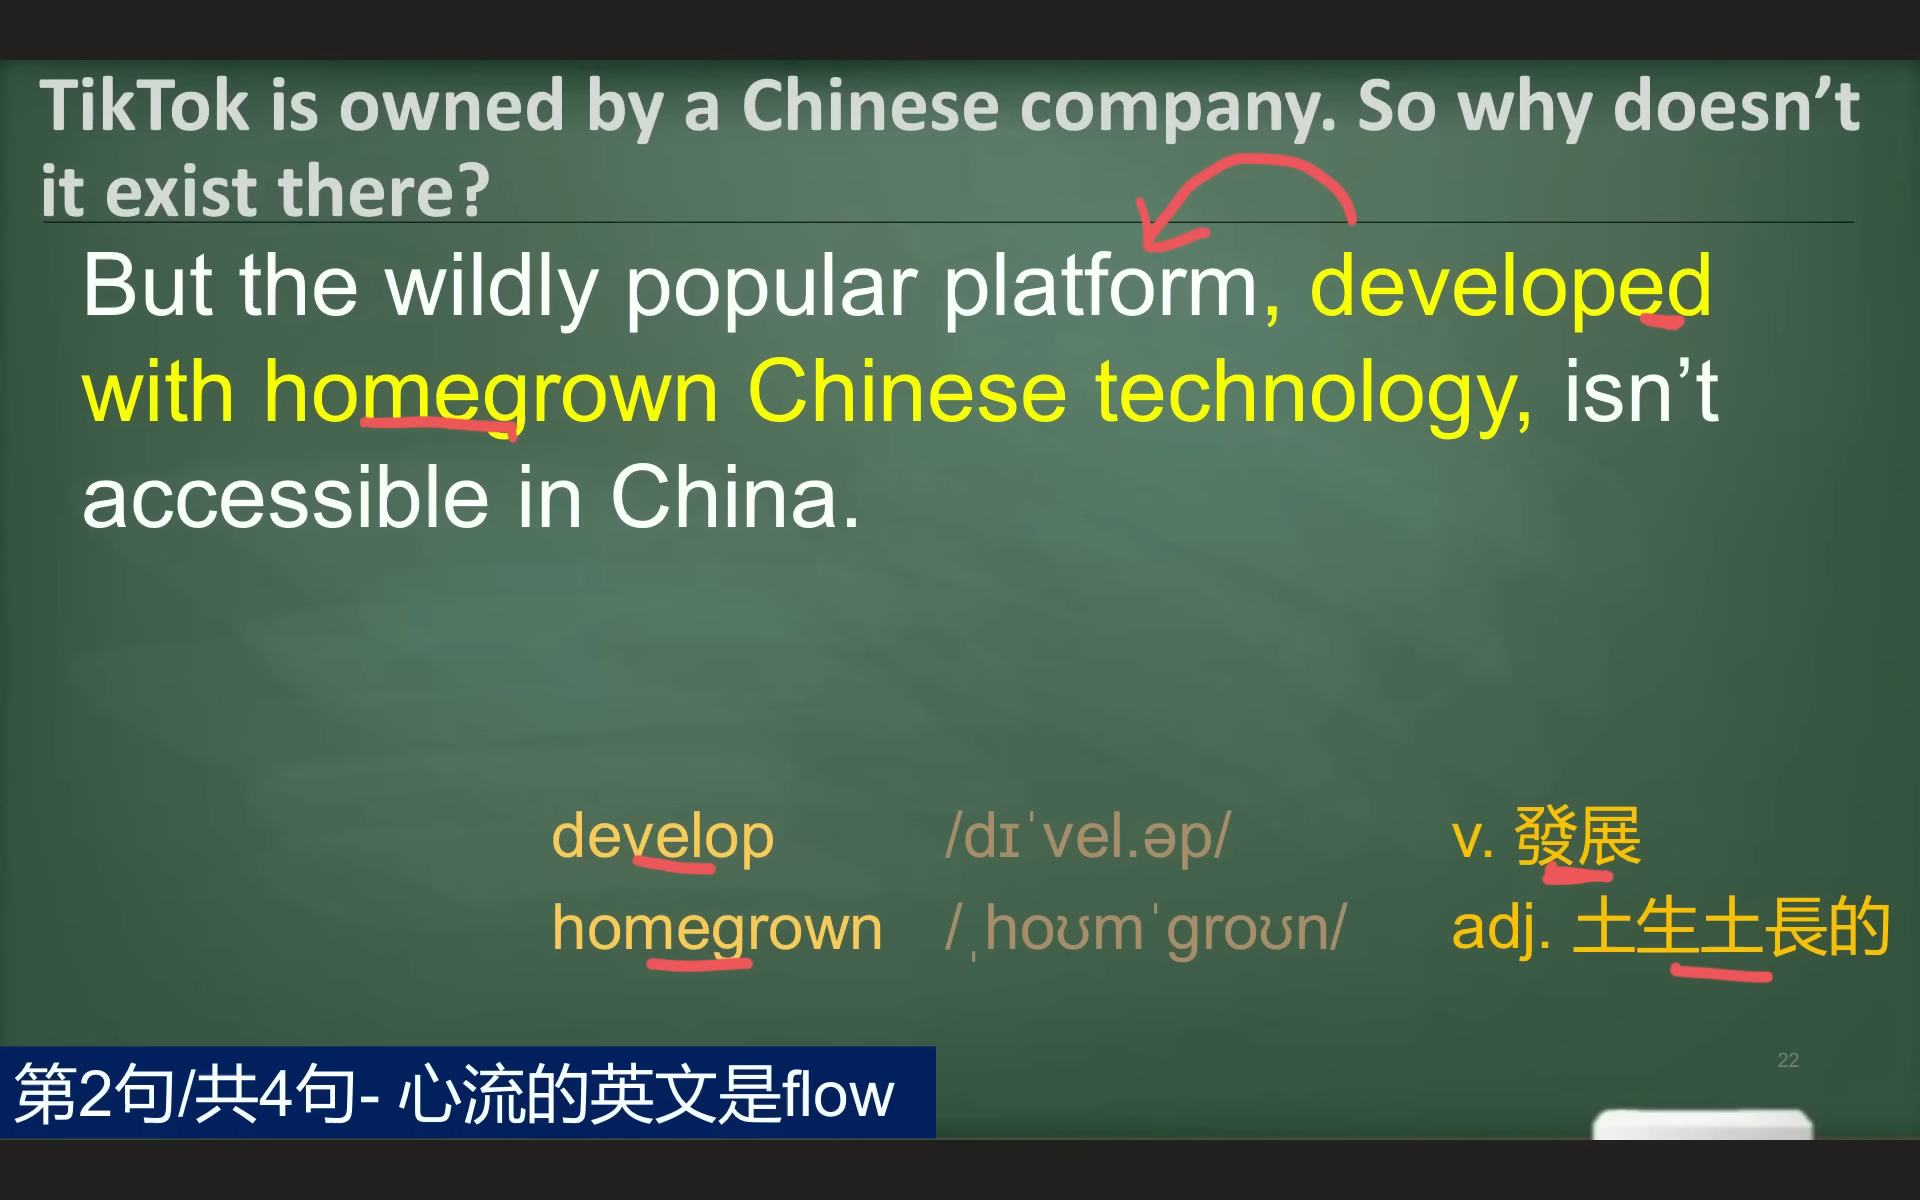 TikTok is owned by a Chinese company. So why doesn’t
it exist there?
But the wildly popular platform, developed
with homegrown Chinese technology, isn’t
accessible in China.
develop /dɪˈvel.əp/ v. 發展
homegrown /ˌhoʊmˈɡroʊn/ adj. 土生土長的
22
第2句/共4句- 心流的英文是flow